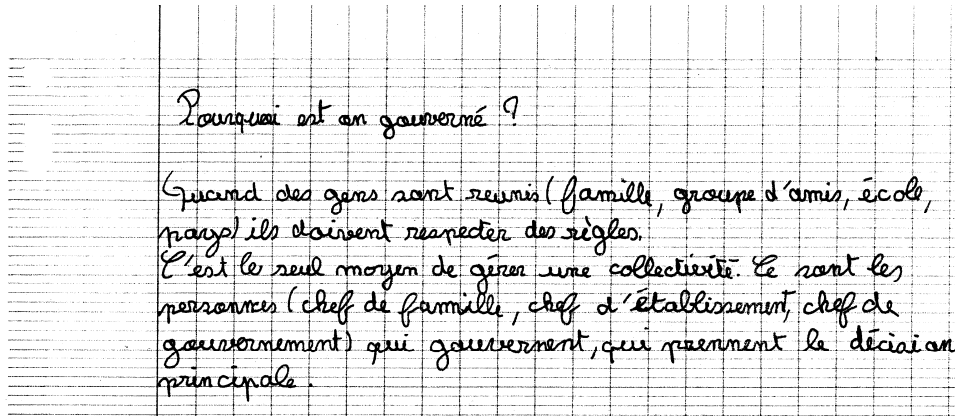 Pourquoi est on gouverné ?
Quand des gens sont reunis (famille, groupe d'amis, école,
pays) ils doivent respecter des règles.
C'est le seul moyen de gérer une collectivité. Ce sont les
personnes (chef de famille, chef d'établissement, chef de
gouvernement) qui gouvernent, qui prennent la décision
principale.